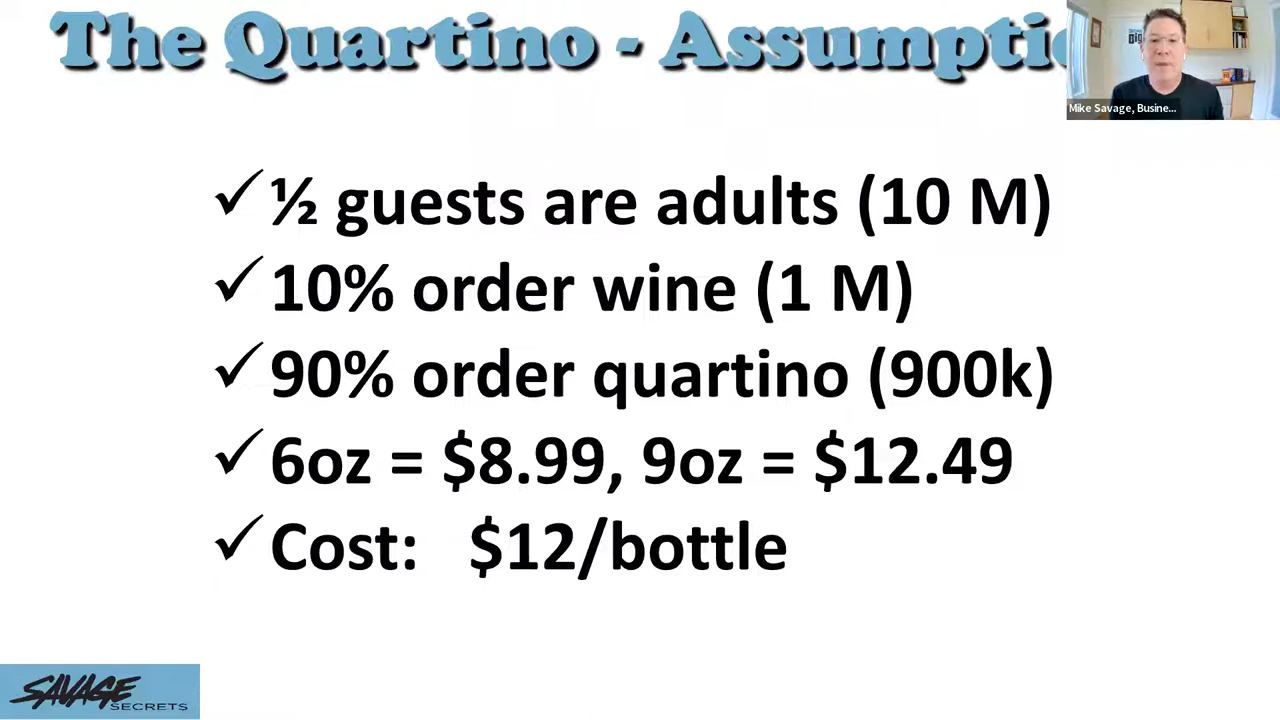 The Quartino - Assumptio
Mike Savage, Busine...
✓ ½ guests are adults (10 M)
✓ 10% order wine (1 M)
✓ 90% order quartino (900k)
✓ 6oz = $8.99, 9oz = $12.49
✓ Cost: $12/bottle
SAVAGE
SECRETS